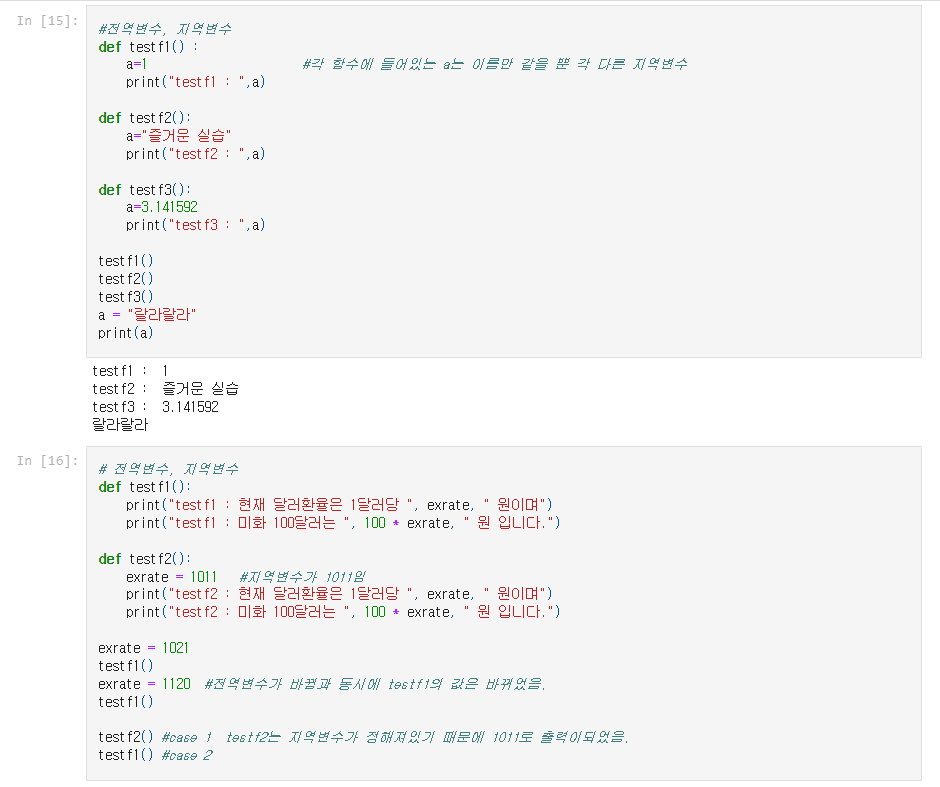 In [15]:
#전역변수, 지역변수
def testf1() :
    a=1                      #각 함수에 들어있는 a는 이름만 같을 뿐 각 다른 지역변수
    print("testf1 : ",a)

def testf2():
    a="즐거운 실습"
    print("testf2 : ",a)

def testf3():
    a=3.141592
    print("testf3 : ",a)

testf1()
testf2()
testf3()
a = "랄라랄라"
print(a)
testf1 :  1
testf2 :  즐거운 실습
testf3 :  3.141592
랄라랄라
In [16]:
# 전역변수, 지역변수
def testf1():
    print("testf1 : 현재 달러환율은 1달러당 ", exrate, " 원이며")
    print("testf1 : 미화 100달러는 ", 100 * exrate, " 원 입니다.")

def testf2():
    exrate = 1011   #지역변수가 1011임
    print("testf2 : 현재 달러환율은 1달러당 ", exrate, " 원이며")
    print("testf2 : 미화 100달러는 ", 100 * exrate, " 원 입니다.")

exrate = 1021
testf1()
exrate = 1120  #전역변수가 바뀜과 동시에 testf1의 값은 바뀌었음.
testf1()

testf2() #case 1  testf2는 지역변수가 정해져있기 때문에 1011로 출력이되었음.
testf1() #case 2